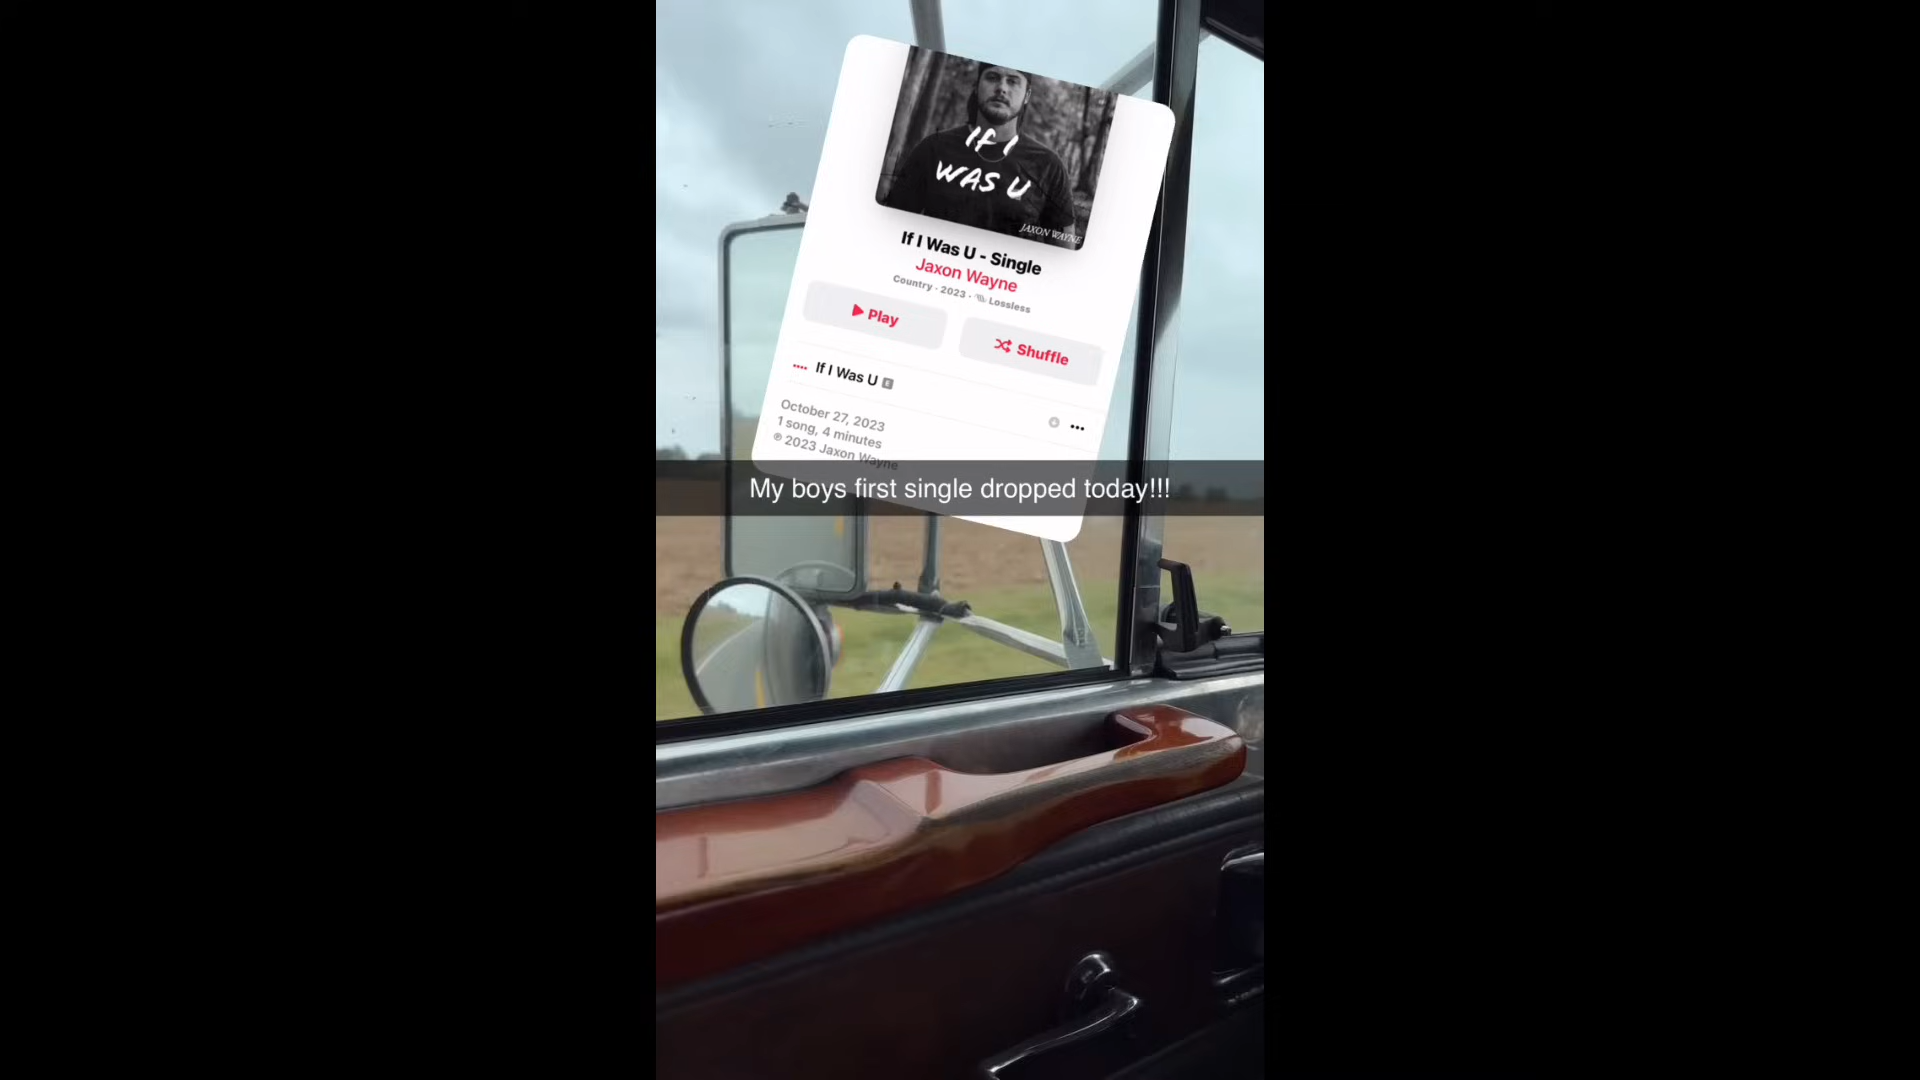 If I
WAS U
JAXON WAYNE
If I Was U - Single
Jaxon Wayne
Country · 2023 · Lossless
Play
Shuffle
If I Was U E
October 27, 2023
1 song, 4 minutes
℗ 2023 Jaxon Wayne
My boys first single dropped today!!!